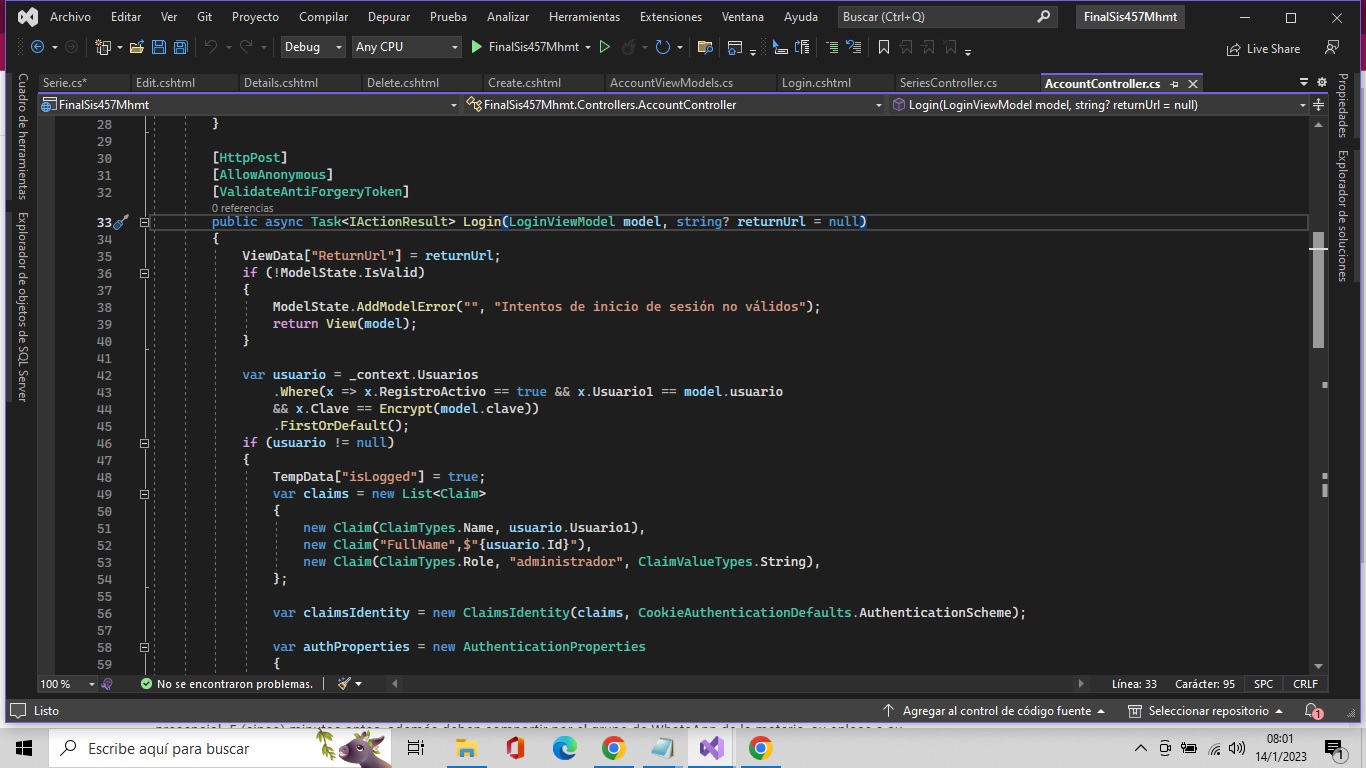 Archivo Editar Ver Git Proyecto Compilar Depurar Prueba Analizar Herramientas Extensiones Ventana Ayuda Buscar (Ctrl+Q) FinalSis457Mhmt
Debug Any CPU FinalSis457Mhmt Live Share
Serie.cs* Edit.cshtml Details.cshtml Delete.cshtml Create.cshtml AccountViewModels.cs Login.cshtml SeriesController.cs AccountController.cs
FinalSis457Mhmt FinalSis457Mhmt.Controllers.AccountController Login(LoginViewModel model, string? returnUrl = null)
Cuadro de herramientas
Explorador de objetos de SQL Server
28 }
29
30 [HttpPost]
31 [AllowAnonymous]
32 [ValidateAntiForgeryToken]
0 referencias
33 public async Task<IActionResult> Login(LoginViewModel model, string? returnUrl = null)
34 {
35 ViewData["ReturnUrl"] = returnUrl;
36 if (!ModelState.IsValid)
37 {
38 ModelState.AddModelError("", "Intentos de inicio de sesión no válidos");
39 return View(model);
40 }
41
42 var usuario = _context.Usuarios
43 .Where(x => x.RegistroActivo == true && x.Usuario1 == model.usuario
44 && x.Clave == Encrypt(model.clave))
45 .FirstOrDefault();
46 if (usuario != null)
47 {
48 TempData["isLogged"] = true;
49 var claims = new List<Claim>
50 {
51 new Claim(ClaimTypes.Name, usuario.Usuario1),
52 new Claim("FullName",$"{usuario.Id}"),
53 new Claim(ClaimTypes.Role, "administrador", ClaimValueTypes.String),
54 };
55
56 var claimsIdentity = new ClaimsIdentity(claims, CookieAuthenticationDefaults.AuthenticationScheme);
57
58 var authProperties = new AuthenticationProperties
59 {
Propiedades
Explorador de soluciones
100 % No se encontraron problemas. Línea: 33 Carácter: 95 SPC CRLF
Listo Agregar al control de código fuente Seleccionar repositorio 1
Escribe aquí para buscar 08:01
14/1/2023 1